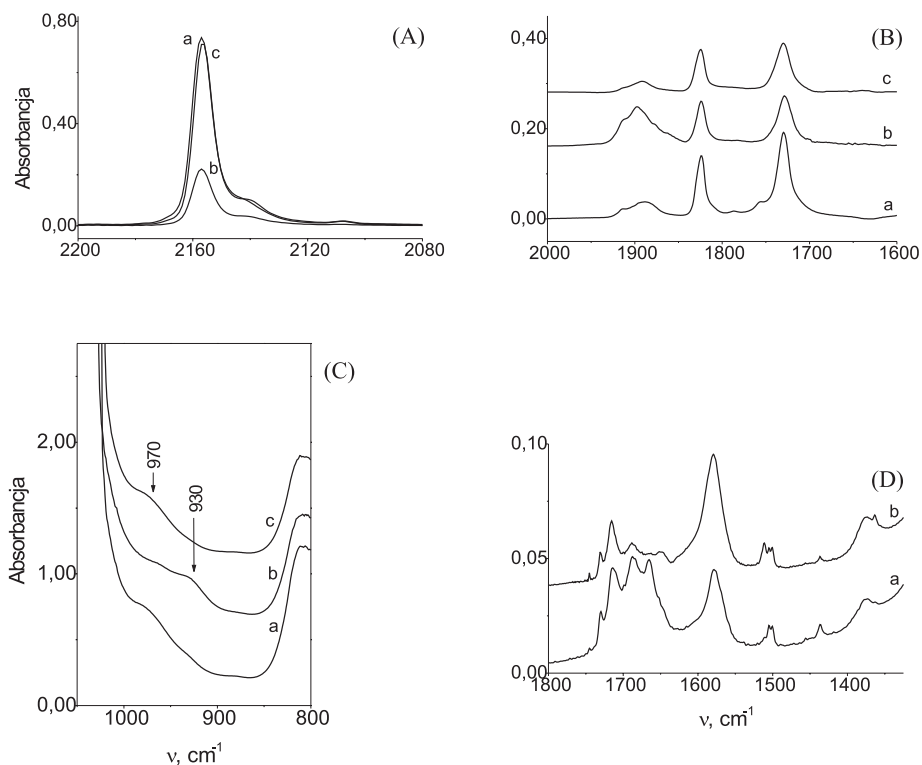 (A)
0,80
a
c
Absorbancja
0,40
b
0,00
2200 2160 2120 2080
(B)
0,40
c
0,20
b
a
0,00
2000 1900 1800 1700 1600
(C)
Absorbancja
2,00
970
930
c
1,00
b
a
0,00
1000 900 800
ν, cm-1
0,10
(D)
b
0,05
a
0,00
1800 1700 1600 1500 1400
ν, cm-1